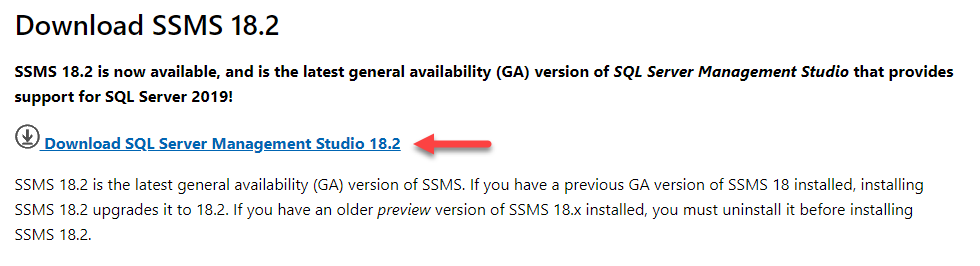 Download SSMS 18.2
SSMS 18.2 is now available, and is the latest general availability (GA) version of SQL Server Management Studio that provides
support for SQL Server 2019!
Download SQL Server Management Studio 18.2
SSMS 18.2 is the latest general availability (GA) version of SSMS. If you have a previous GA version of SSMS 18 installed, installing
SSMS 18.2 upgrades it to 18.2. If you have an older preview version of SSMS 18.x installed, you must uninstall it before installing
SSMS 18.2.